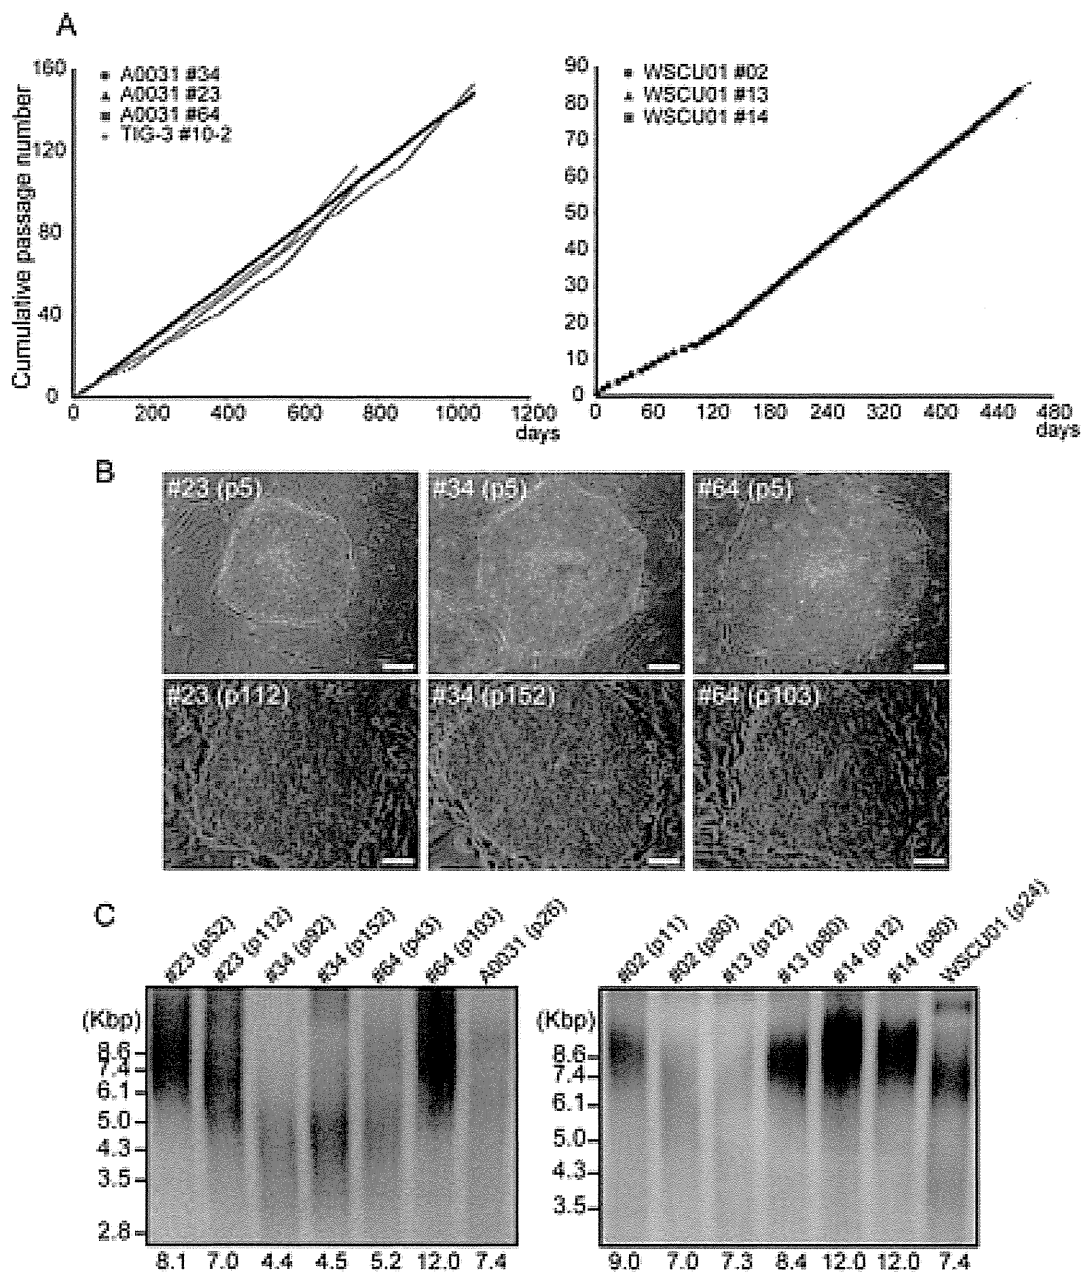 A
Cumulative passage number
160
120
80
40
0
A0031 #34
A0031 #23
A0031 #64
TIG-3 #10-2
0 200 400 600 800 1000 1200
days
90
80
70
60
50
40
30
20
10
0
WSCU01 #02
WSCU01 #13
WSCU01 #14
0 60 120 180 240 320 400 440 480
days
B
#23 (p5) #34 (p5) #64 (p5)
#23 (p112) #34 (p152) #64 (p103)
C
#23 (p52) #23 (p112) #34 (p92) #34 (p152) #64 (p43) #64 (p103) A0031 (p26)
(Kbp)
8.6
7.4
6.1
5.0
4.3
3.5
2.8
8.1 7.0 4.4 4.5 5.2 12.0 7.4
#02 (p11) #02 (p80) #13 (p12) #13 (p80) #14 (p12) #14 (p80) WSCU01 (p24)
(Kbp)
8.6
7.4
6.1
5.0
4.3
3.5
9.0 7.0 7.3 8.4 12.0 12.0 7.4